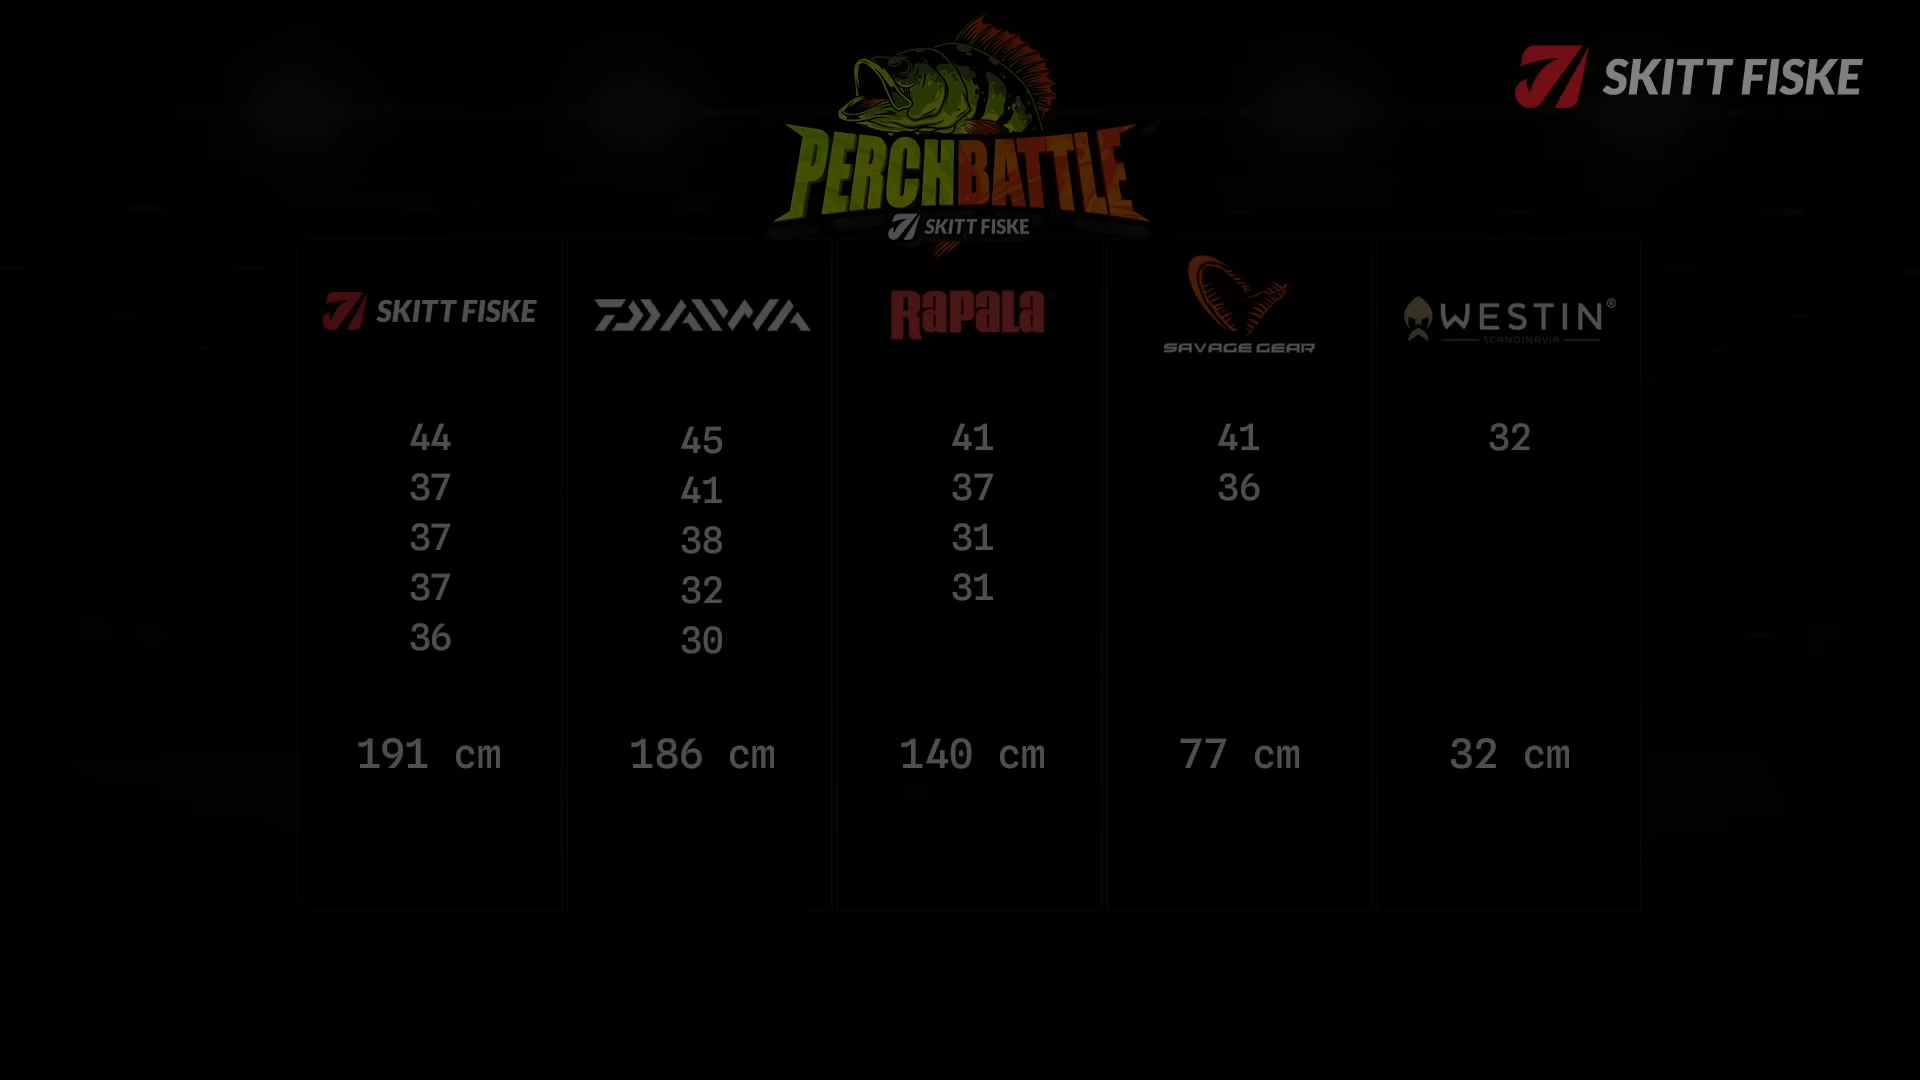 SKITT FISKE
PERCHBATTLE
SKITT FISKE
SKITT FISKE
DAIWA
RAPALA
SAVAGE GEAR
WESTIN®
SCANDINAVIA
44 45 41 41 32
37 41 37 36
37 38 31
37 32 31
36 30
191 cm 186 cm 140 cm 77 cm 32 cm